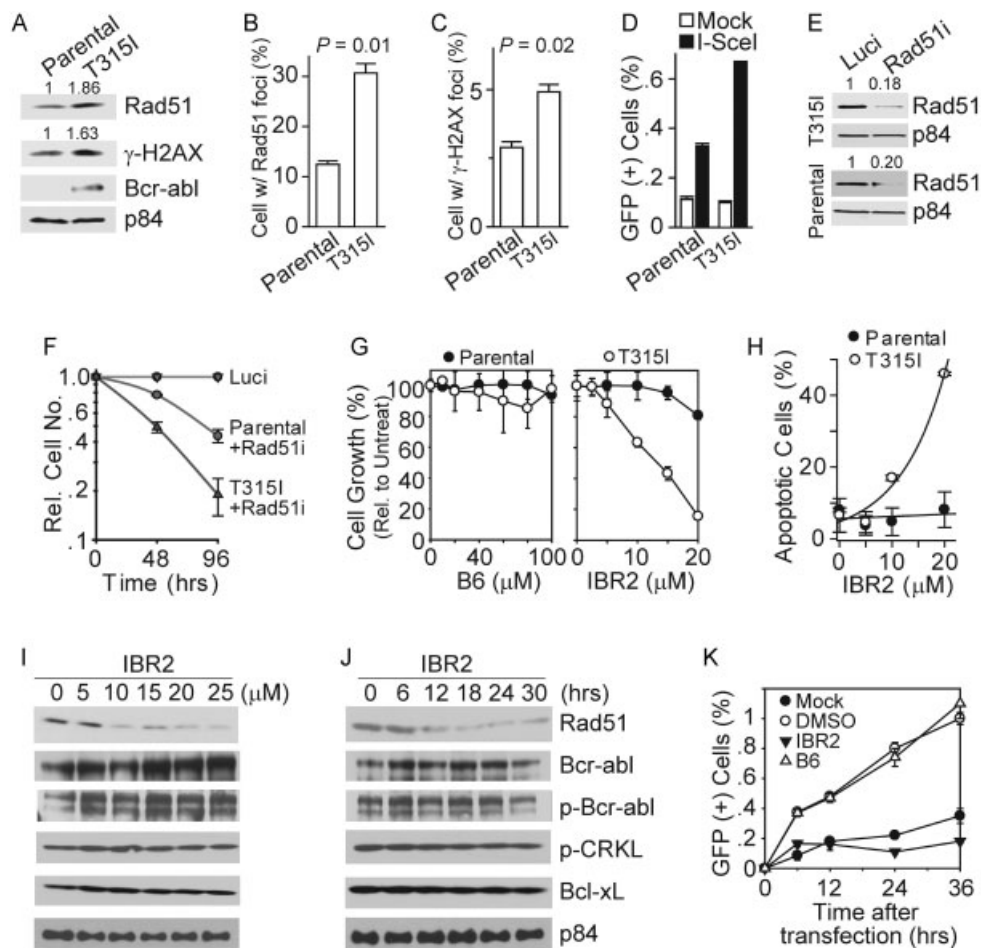 A
Parental
T315I
1 1.86
Rad51
1 1.63
γ-H2AX
Bcr-abl
p84
B
P = 0.01
Cell w/ Rad51 foci (%)
30
20
10
0
Parental
T315I
C
P = 0.02
Cell w/ γ-H2AX foci (%)
5
0
Parental
T315I
D
Mock
I-SceI
GFP (+) Cells (%)
.6
.4
.2
0
Parental
T315I
E
Luci
Rad51i
T315I
1 0.18
Rad51
p84
Parental
1 0.20
Rad51
p84
F
Rel. Cell No.
1.0
.8
.6
.4
.2
.1
0 48 96
Time (hrs)
Luci
Parental
+Rad51i
T315I
+Rad51i
G
Parental
T315I
Cell Growth (%)
(Rel. to Untreat)
100
80
60
40
20
0
0 40 100
B6 (µM)
0 10 20
IBR2 (µM)
H
Parental
T315I
Apoptotic Cells (%)
40
20
0
0 10 20
IBR2 (µM)
I
IBR2
0 5 10 15 20 25 (µM)
J
IBR2
0 6 12 18 24 30 (hrs)
Rad51
Bcr-abl
p-Bcr-abl
p-CRKL
Bcl-xL
p84
K
Mock
DMSO
IBR2
B6
GFP (+) Cells (%)
1
.8
.6
.4
.2
0
0 12 24 36
Time after
transfection (hrs)